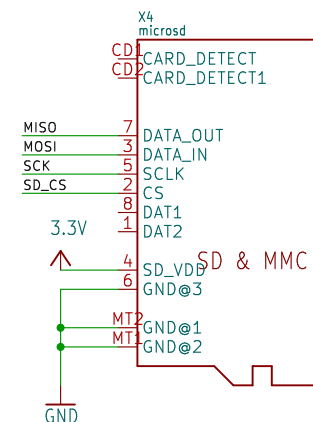 X4
microsd
CD1 CARD_DETECT
CD2 CARD_DETECT1
MISO 7 DATA_OUT
MOSI 3 DATA_IN
SCK 5 SCLK
SD_CS 2 CS
8 DAT1
1 DAT2
3.3V
4 SD_VDD
SD & MMC
6 GND@3
MT2 GND@1
MT1 GND@2
GND